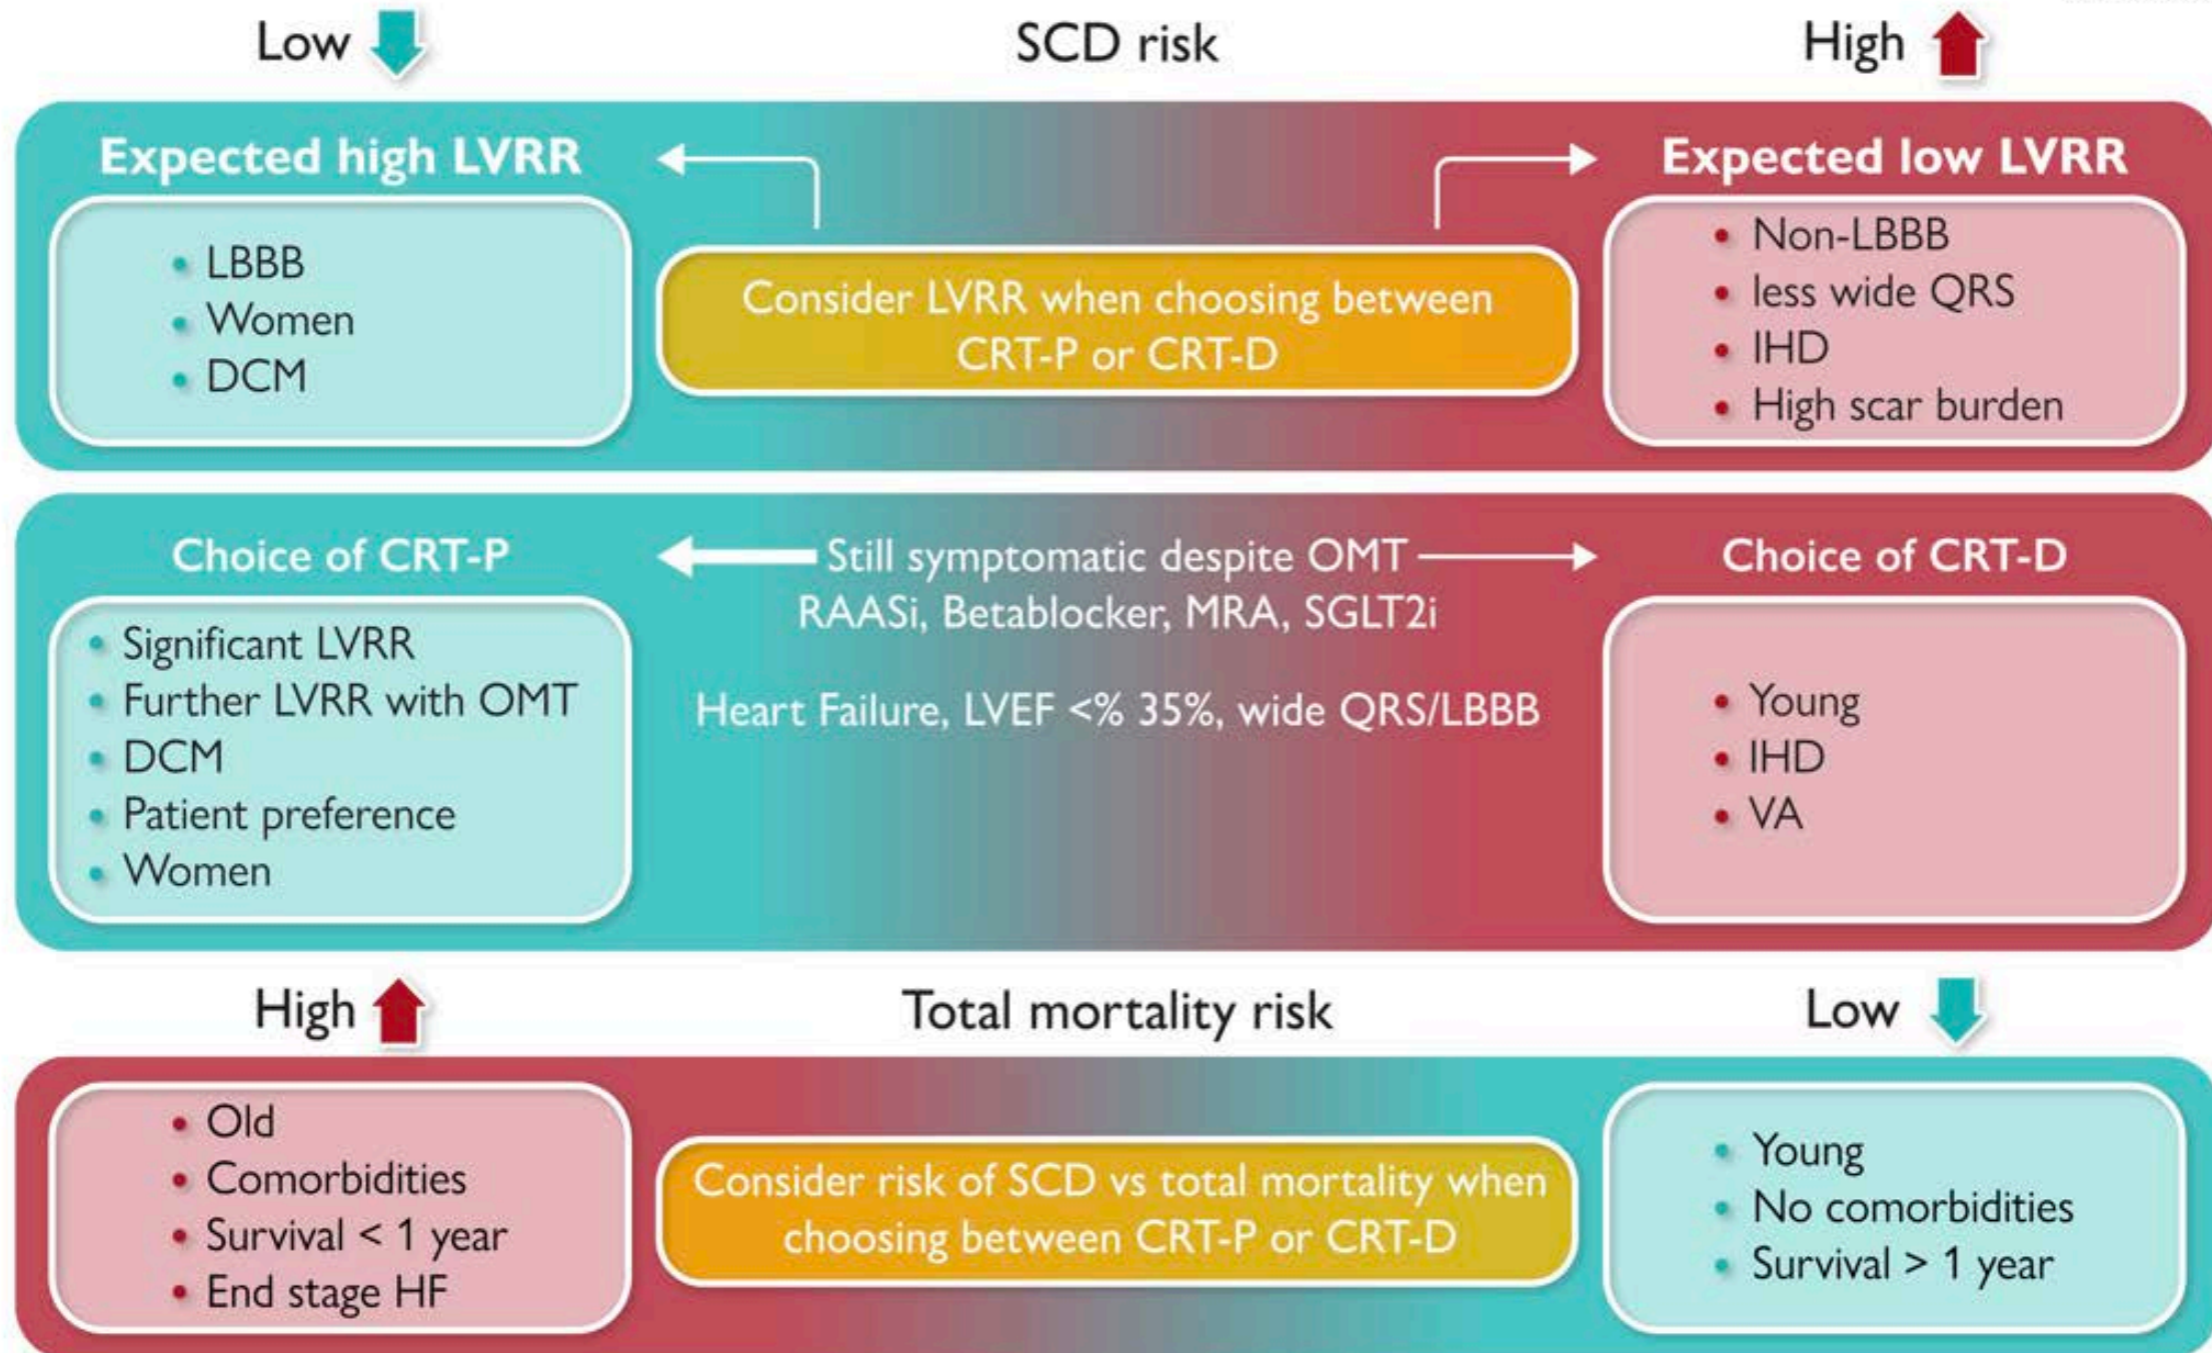 Low
SCD risk
High
Expected high LVRR
• LBBB
• Women
• DCM
Consider LVRR when choosing between
CRT-P or CRT-D
Expected low LVRR
• Non-LBBB
• less wide QRS
• IHD
• High scar burden
Choice of CRT-P
• Significant LVRR
• Further LVRR with OMT
• DCM
• Patient preference
• Women
Still symptomatic despite OMT
RAASi, Betablocker, MRA, SGLT2i
Heart Failure, LVEF <% 35%, wide QRS/LBBB
Choice of CRT-D
• Young
• IHD
• VA
High
Total mortality risk
Low
• Old
• Comorbidities
• Survival < 1 year
• End stage HF
Consider risk of SCD vs total mortality when
choosing between CRT-P or CRT-D
• Young
• No comorbidities
• Survival > 1 year